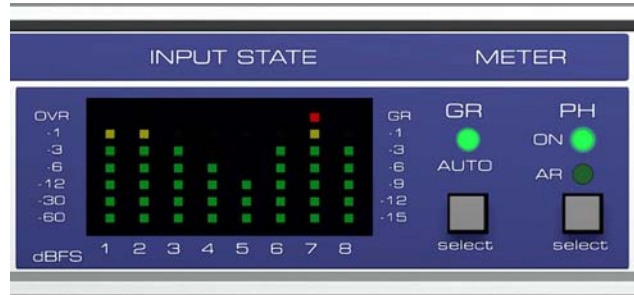 INPUT STATE
METER
OVR
-1
-3
-6
-12
-30
-60
dBFS
1 2 3 4 5 6 7 8
GR
-1
-3
-6
-9
-12
-15
GR
AUTO
select
PH
ON
AR
select